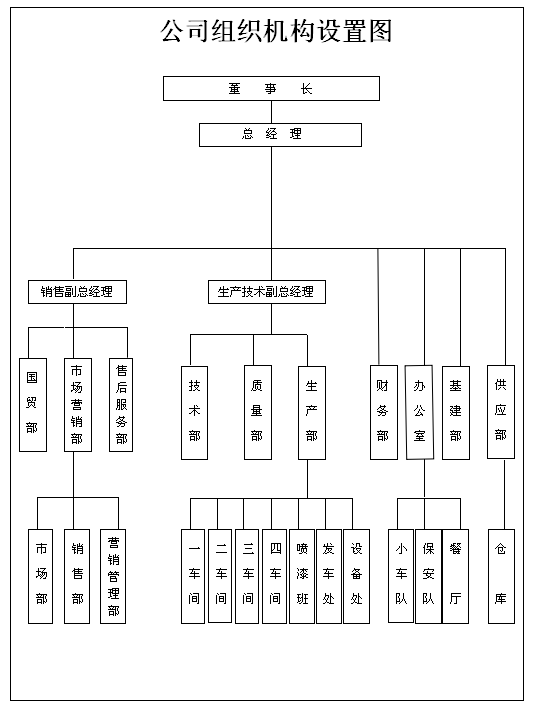 公司组织机构设置图
董 事 长
总 经 理
销售副总经理
生产技术副总经理
国贸部
市场营销部
售后服务部
技术部
质量部
生产部
财务部
办公室
基建部
供应部
市场部
销售部
营销管理部
一车间
二车间
三车间
四车间
喷漆班
发车处
设备处
小车队
保安队
餐厅
仓库